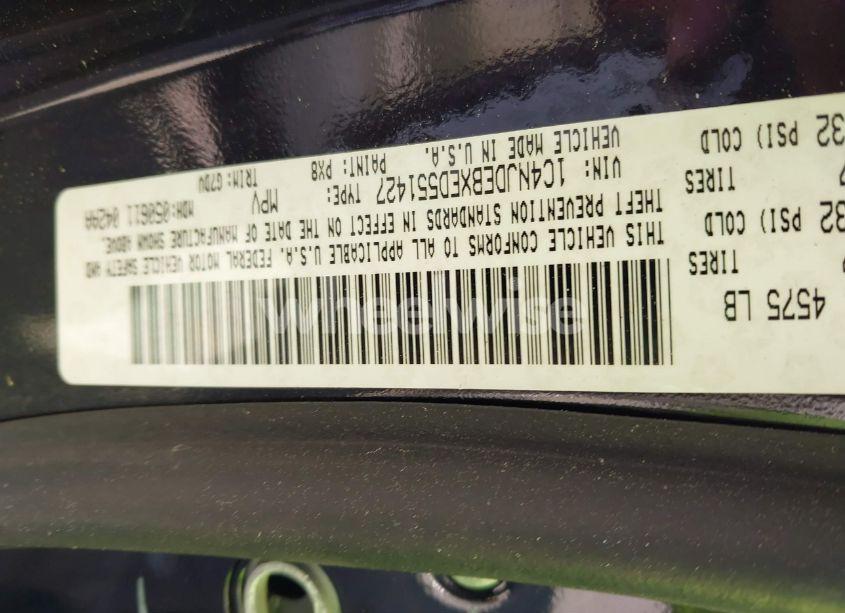 4575 LB
TIRES
32 PSI) COLD
TIRES
32 PSI) COLD
THIS VEHICLE CONFORMS TO ALL APPLICABLE U.S.A. FEDERAL MOTOR VEHICLE SAFETY AND
THEFT PREVENTION STANDARDS IN EFFECT ON THE DATE OF MANUFACTURE SHOWN ABOVE.
VIN: 1C4NJDEBXED551427 TYPE: MPV MDH:050611 042AA
VEHICLE MADE IN U.S.A. PAINT: PX8 TRIM: G7DV
wheelwise